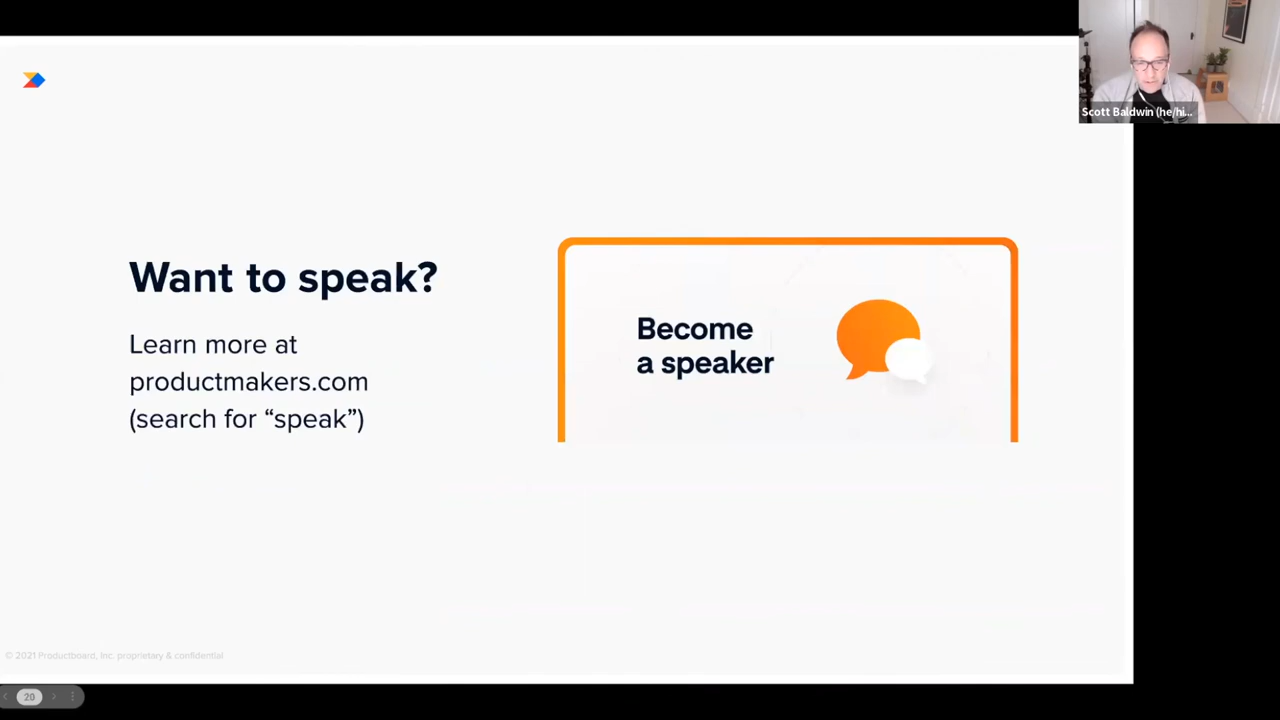 Scott Baldwin (he/hi...
Want to speak?
Learn more at
productmakers.com
(search for “speak”)
Become
a speaker
© 2021 Productboard, Inc. proprietary & confidential
20